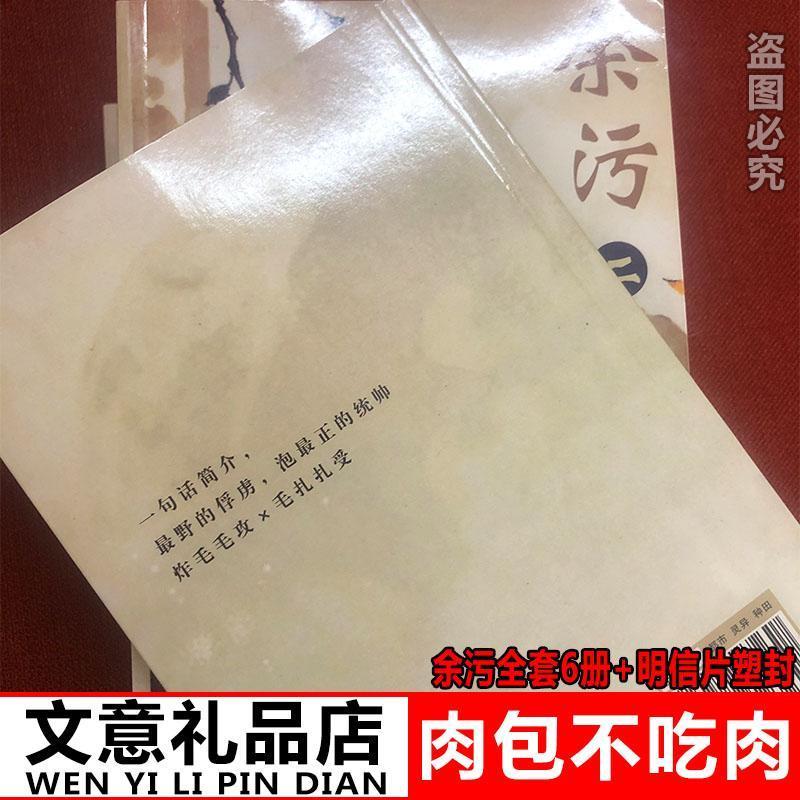 余污
三
盗图必究
一句话简介，
最野的俘虏，泡最正的统帅
炸毛毛攻×毛扎扎受
市 灵异 种田
余污全套6册+明信片塑封
文意礼品店
WEN YI LI PIN DIAN
肉包不吃肉